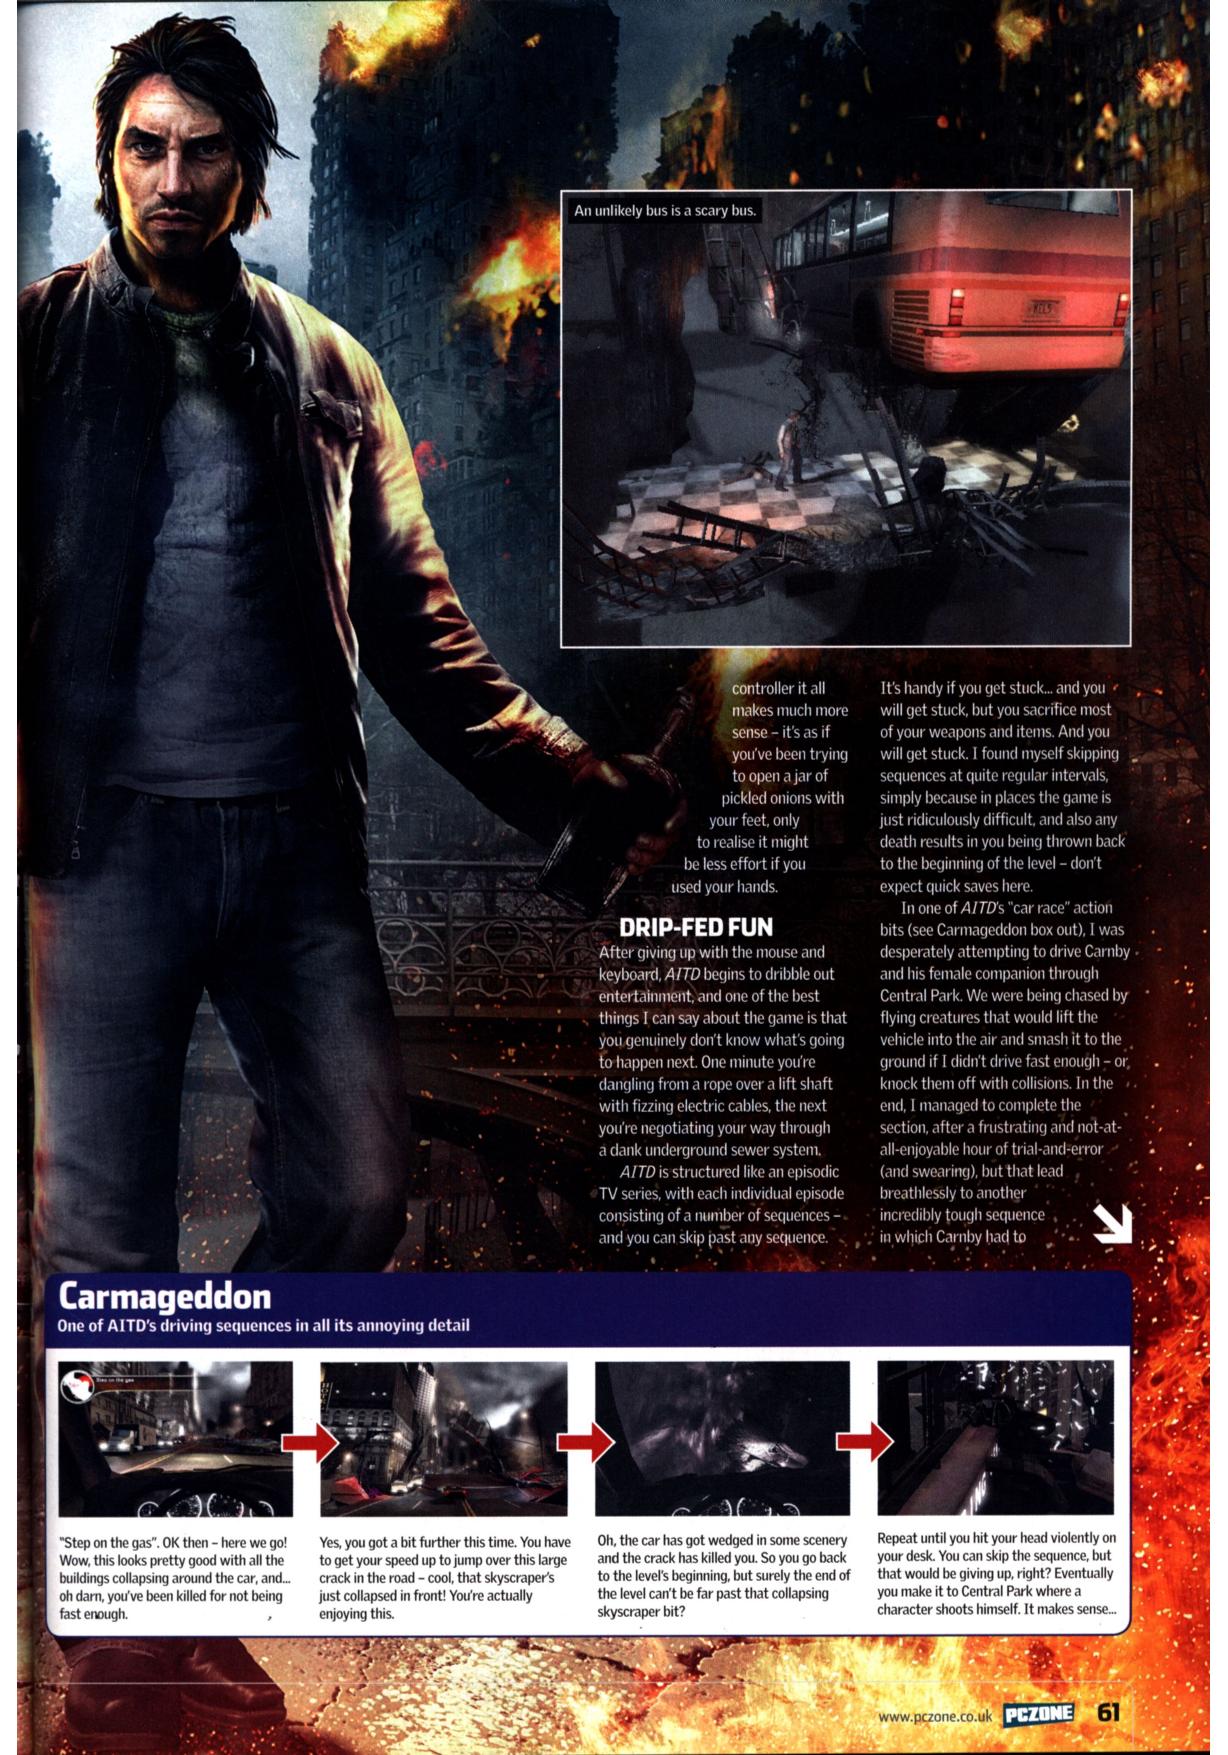 An unlikely bus is a scary bus.
controller it all
makes much more
sense – it's as if
you've been trying
to open a jar of
pickled onions with
your feet, only
to realise it might
be less effort if you
used your hands.
DRIP-FED FUN
After giving up with the mouse and
keyboard, AITD begins to dribble out
entertainment, and one of the best
things I can say about the game is that
you genuinely don't know what's going
to happen next. One minute you're
dangling from a rope over a lift shaft
with fizzing electric cables, the next
you're negotiating your way through
a dank underground sewer system.
AITD is structured like an episodic
TV series, with each individual episode
consisting of a number of sequences –
and you can skip past any sequence.
It's handy if you get stuck... and you
will get stuck, but you sacrifice most
of your weapons and items. And you
will get stuck. I found myself skipping
sequences at quite regular intervals,
simply because in places the game is
just ridiculously difficult, and also any
death results in you being thrown back
to the beginning of the level – don't
expect quick saves here.
In one of AITD's "car race" action
bits (see Carmageddon box out), I was
desperately attempting to drive Carnby
and his female companion through
Central Park. We were being chased by
flying creatures that would lift the
vehicle into the air and smash it to the
ground if I didn't drive fast enough – or
knock them off with collisions. In the
end, I managed to complete the
section, after a frustrating and not-at-
all-enjoyable hour of trial-and-error
(and swearing), but that lead
breathlessly to another
incredibly tough sequence
in which Carnby had to
Carmageddon
One of AITD's driving sequences in all its annoying detail
Step on the gas
"Step on the gas". OK then – here we go!
Wow, this looks pretty good with all the
buildings collapsing around the car, and...
oh darn, you've been killed for not being
fast enough.
Yes, you got a bit further this time. You have
to get your speed up to jump over this large
crack in the road – cool, that skyscraper's
just collapsed in front! You're actually
enjoying this.
Oh, the car has got wedged in some scenery
and the crack has killed you. So you go back
to the level's beginning, but surely the end of
the level can't be far past that collapsing
skyscraper bit?
Repeat until you hit your head violently on
your desk. You can skip the sequence, but
that would be giving up, right? Eventually
you make it to Central Park where a
character shoots himself. It makes sense...
www.pczone.co.uk PCZONE 61